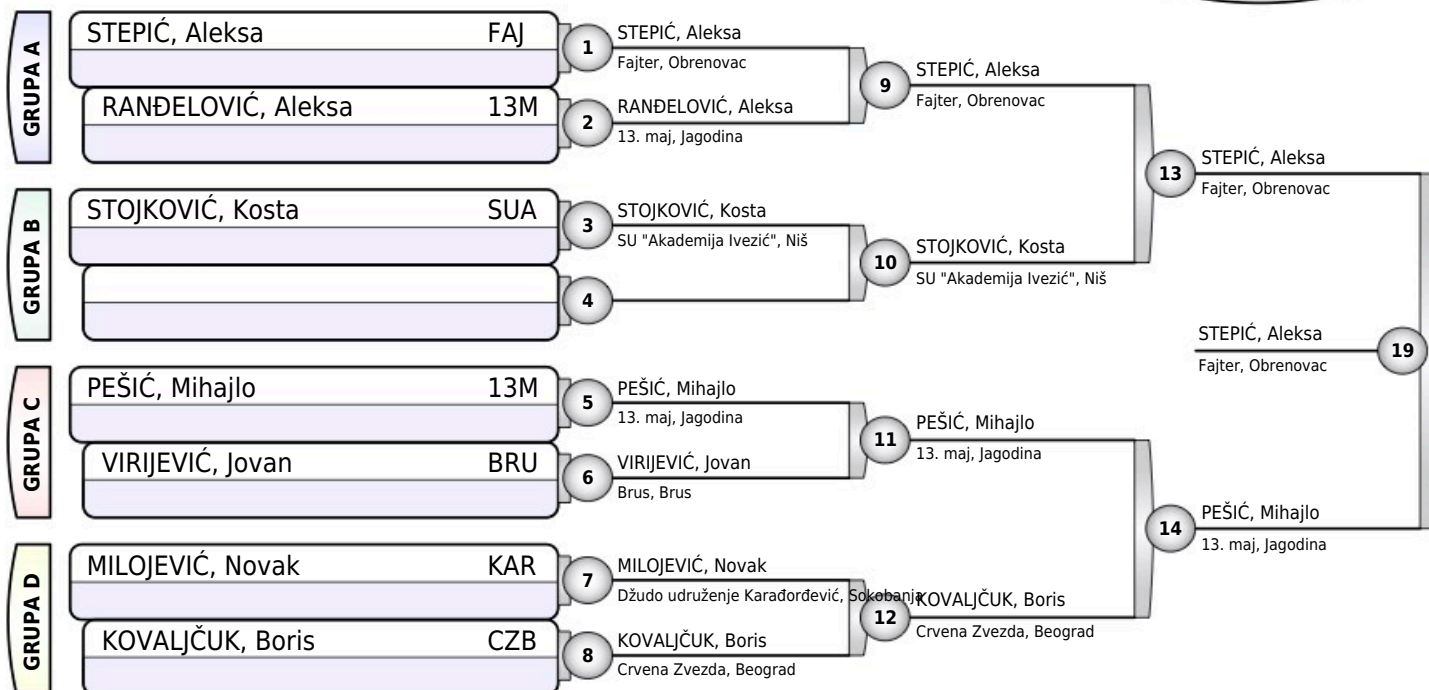 GRUPA A
STEPIĆ, Aleksa FAJ
RANĐELOVIĆ, Aleksa 13M
GRUPA B
STOJKOVIĆ, Kosta SUA
GRUPA C
PEŠIĆ, Mihajlo 13M
VIRIJEVIĆ, Jovan BRU
GRUPA D
MILOJEVIĆ, Novak KAR
KOVALJČUK, Boris CZB
1
STEPIĆ, Aleksa
Fajter, Obrenovac
2
RANĐELOVIĆ, Aleksa
13. maj, Jagodina
3
STOJKOVIĆ, Kosta
SU "Akademija Ivezić", Niš
4
5
PEŠIĆ, Mihajlo
13. maj, Jagodina
6
VIRIJEVIĆ, Jovan
Brus, Brus
7
MILOJEVIĆ, Novak
Džudo udruženje Karađorđević, Sokobanja
8
KOVALJČUK, Boris
Crvena Zvezda, Beograd
9
STEPIĆ, Aleksa
Fajter, Obrenovac
10
STOJKOVIĆ, Kosta
SU "Akademija Ivezić", Niš
11
PEŠIĆ, Mihajlo
13. maj, Jagodina
12
KOVALJČUK, Boris
Crvena Zvezda, Beograd
13
STEPIĆ, Aleksa
Fajter, Obrenovac
14
PEŠIĆ, Mihajlo
13. maj, Jagodina
STEPIĆ, Aleksa
Fajter, Obrenovac
19